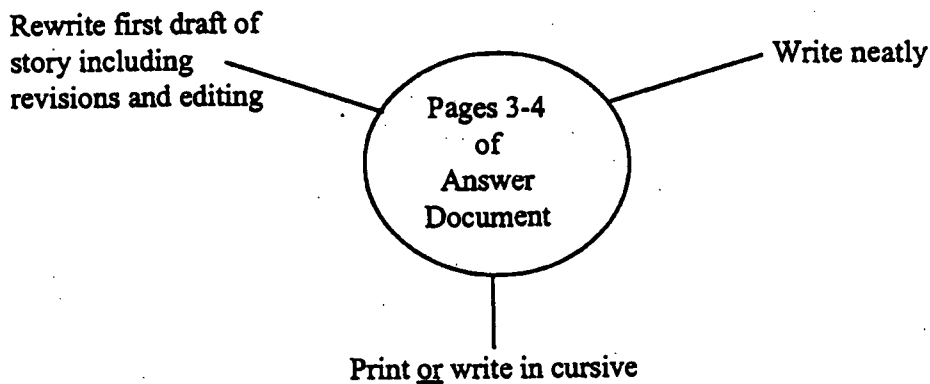 Rewrite first draft of
story including
revisions and editing
Write neatly
Pages 3-4
of
Answer
Document
Print or write in cursive